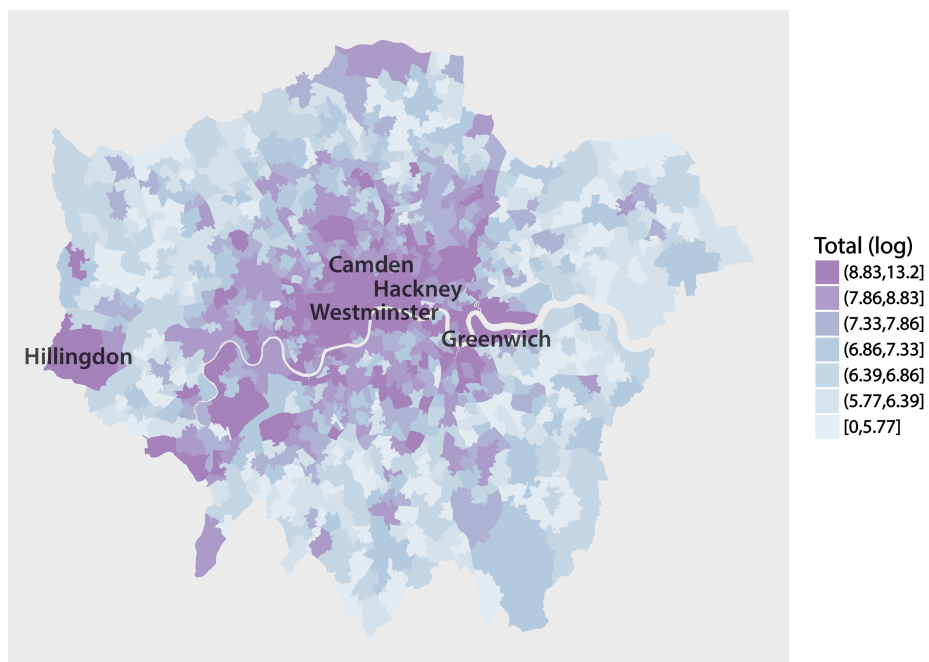 Camden
Hackney
Westminster
Greenwich
Hillingdon
Total (log)
(8.83,13.2]
(7.86,8.83]
(7.33,7.86]
(6.86,7.33]
(6.39,6.86]
(5.77,6.39]
[0,5.77]